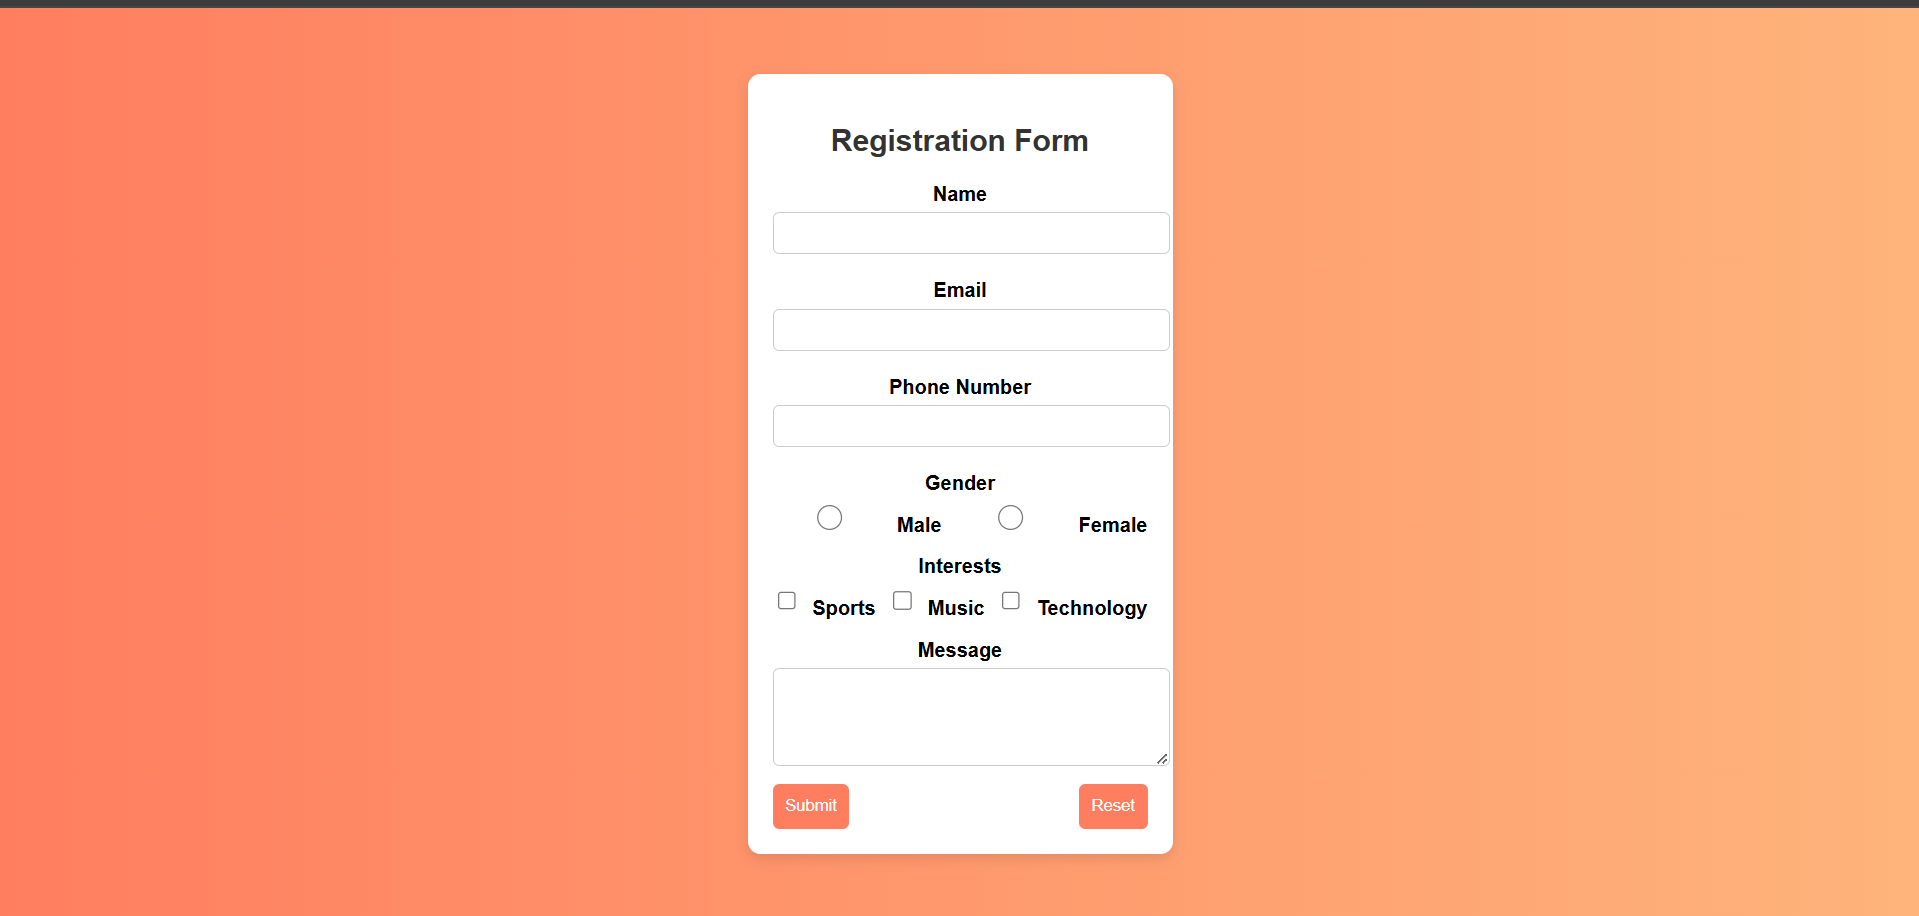 Registration Form
Name
Email
Phone Number
Gender
Male Female
Interests
Sports Music Technology
Message
Submit Reset